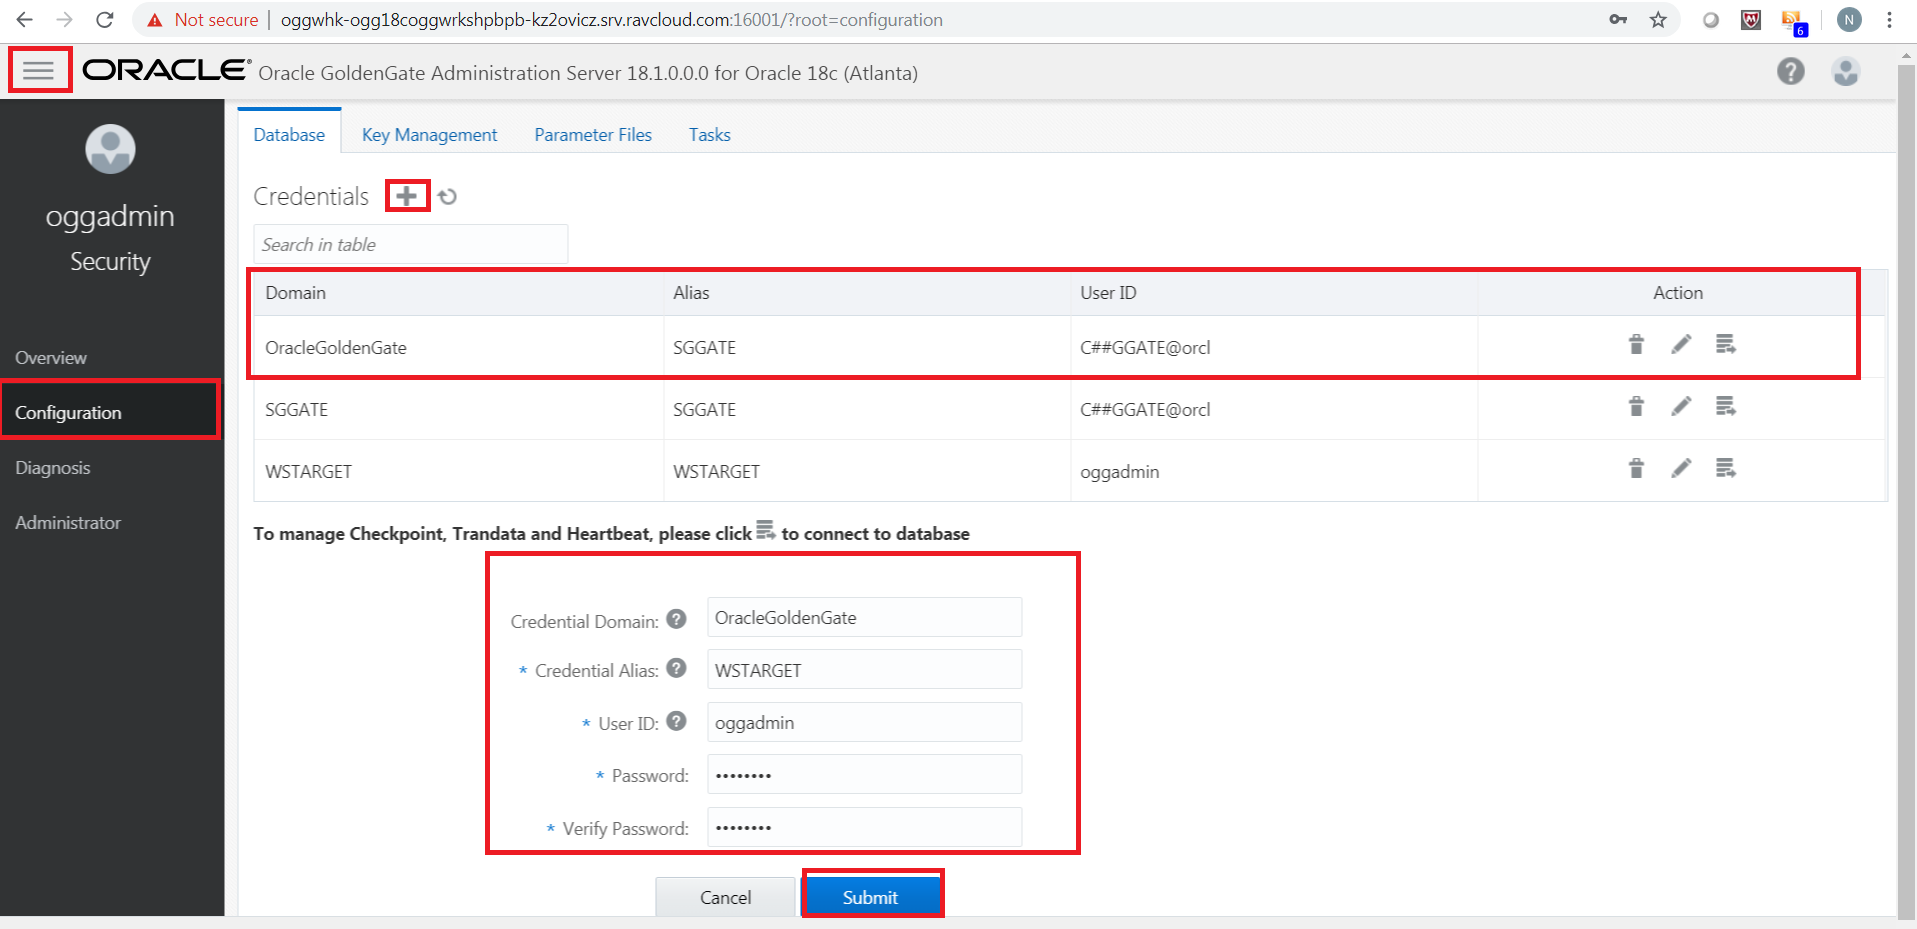 Not secure | oggwhk-ogg18coggwrkshpbpb-kz2ovicz.srv.ravcloud.com:16001/?root=configuration
N
6
ORACLE® Oracle GoldenGate Administration Server 18.1.0.0.0 for Oracle 18c (Atlanta)
?
oggadmin
Security
Overview
Configuration
Diagnosis
Administrator
Database Key Management Parameter Files Tasks
Credentials
Search in table
Domain Alias User ID Action
OracleGoldenGate SGGATE C##GGATE@orcl
SGGATE SGGATE C##GGATE@orcl
WSTARGET WSTARGET oggadmin
To manage Checkpoint, Trandata and Heartbeat, please click to connect to database
Credential Domain: ? OracleGoldenGate
* Credential Alias: ? WSTARGET
* User ID: ? oggadmin
* Password: ••••••••
* Verify Password: ••••••••
Cancel Submit